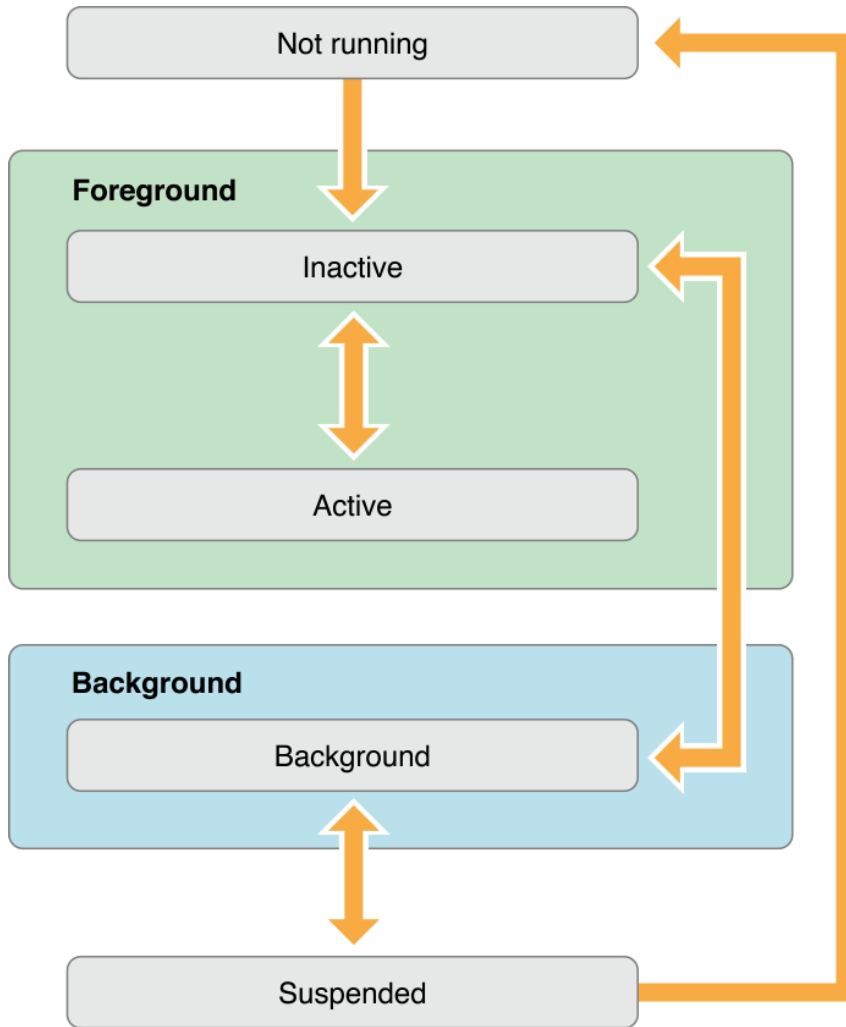 Not running
Foreground
Inactive
Active
Background
Background
Suspended